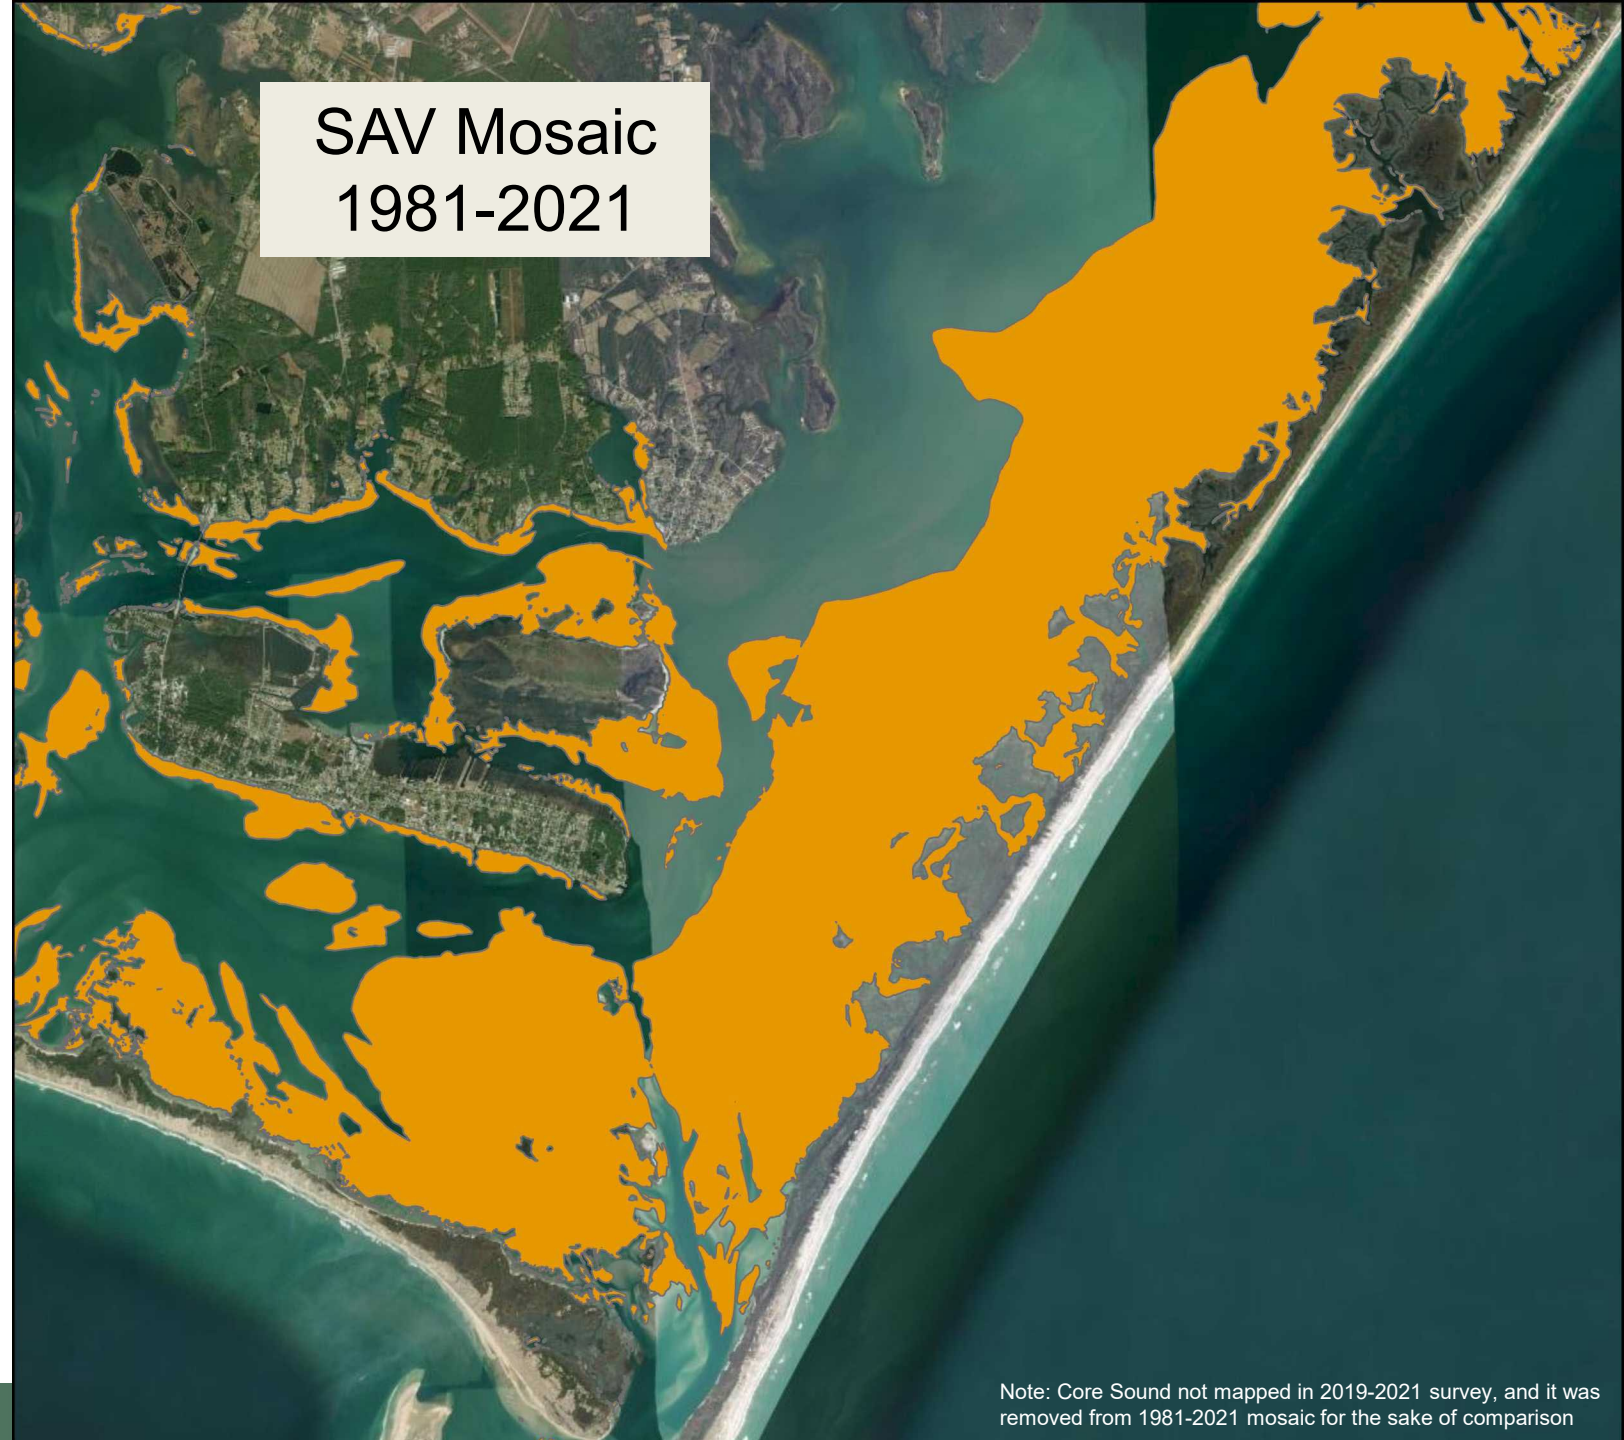 SAV Mosaic
1981-2021
Note: Core Sound not mapped in 2019-2021 survey, and it was
removed from 1981-2021 mosaic for the sake of comparison